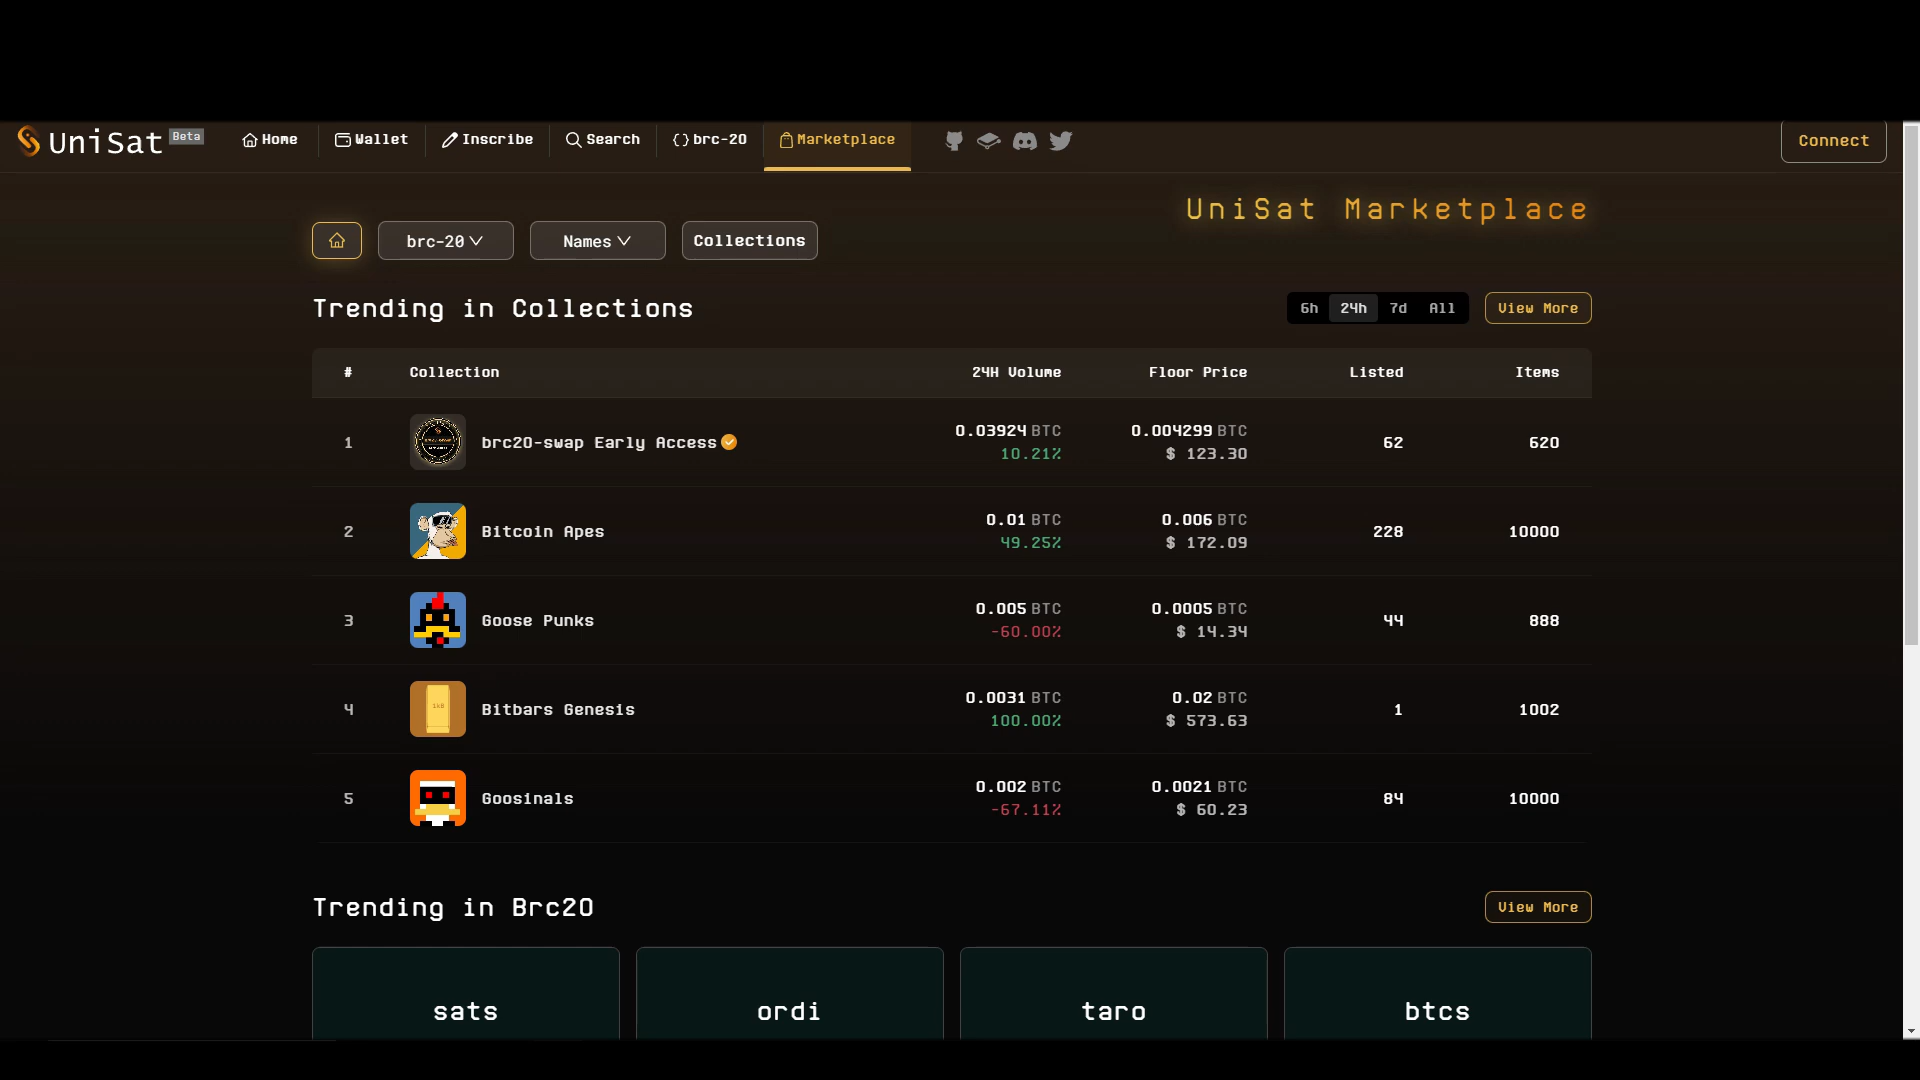 UniSat Beta Home Wallet Inscribe Search brc-20 Marketplace Connect
UniSat Marketplace
brc-20 Names Collections
Trending in Collections 6h 24h 7d All View More
# Collection 24H Volume Floor Price Listed Items
1 brc20-swap Early Access 0.03924 BTC 0.004299 BTC 62 620
10.21% $ 123.30
2 Bitcoin Apes 0.01 BTC 0.006 BTC 228 10000
49.25% $ 172.09
3 Goose Punks 0.005 BTC 0.0005 BTC 44 888
-60.00% $ 14.34
4 Bitbars Genesis 0.0031 BTC 0.02 BTC 1 1002
100.00% $ 573.63
5 Goosinals 0.002 BTC 0.0021 BTC 84 10000
-67.11% $ 60.23
Trending in Brc20 View More
sats ordi taro btcs